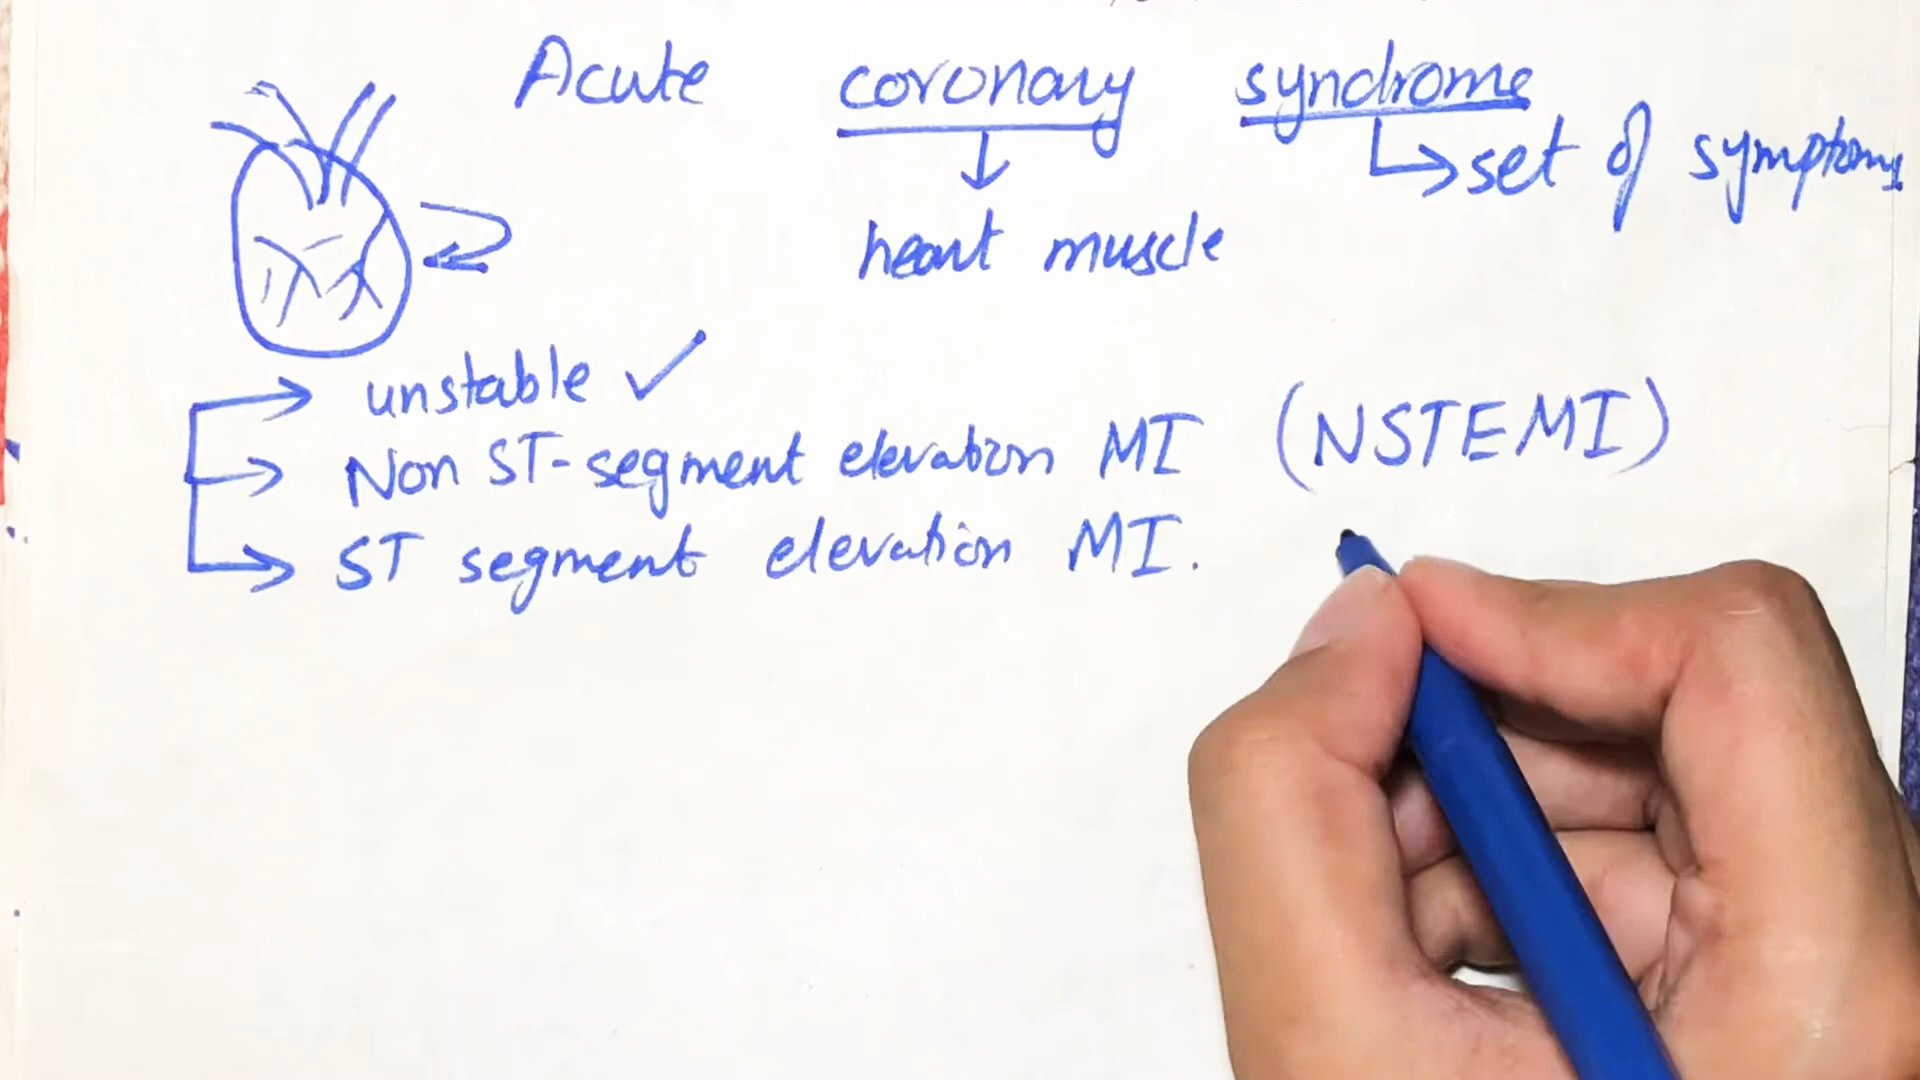 Acute coronary syndrome
set of symptoms
heart muscle
unstable ✓
Non ST-segment elevation MI (NSTEMI)
ST segment elevation MI.